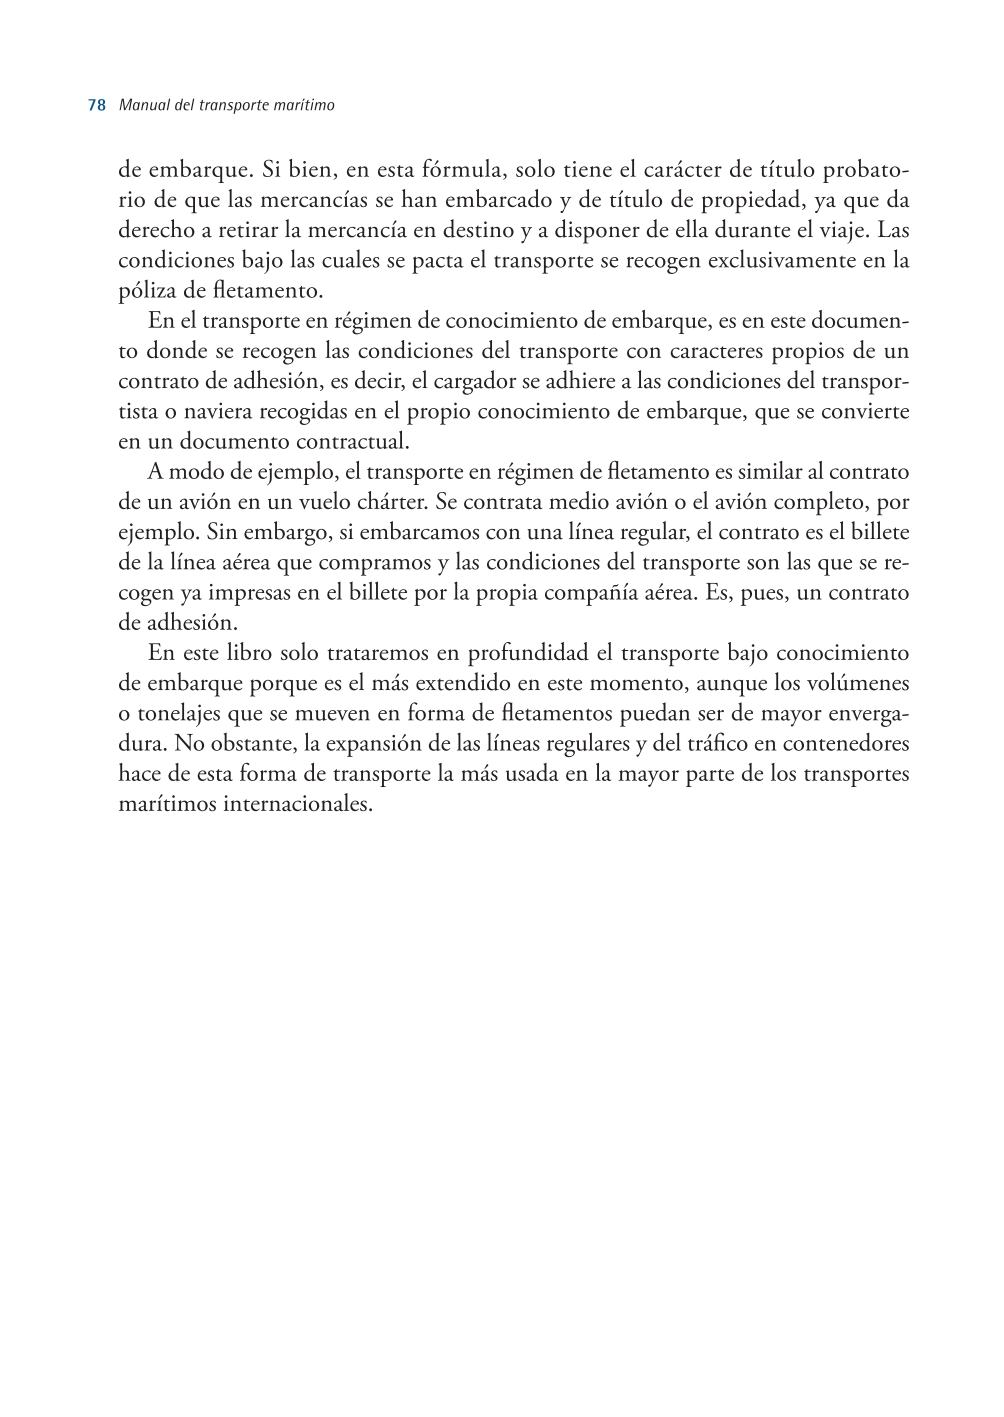 78 Manual del transporte marítimo
de embarque. Si bien, en esta fórmula, solo tiene el carácter de título probato-
rio de que las mercancías se han embarcado y de título de propiedad, ya que da
derecho a retirar la mercancía en destino y a disponer de ella durante el viaje. Las
condiciones bajo las cuales se pacta el transporte se recogen exclusivamente en la
póliza de fletamento.
En el transporte en régimen de conocimiento de embarque, es en este documen-
to donde se recogen las condiciones del transporte con caracteres propios de un
contrato de adhesión, es decir, el cargador se adhiere a las condiciones del transpor-
tista o naviera recogidas en el propio conocimiento de embarque, que se convierte
en un documento contractual.
A modo de ejemplo, el transporte en régimen de fletamento es similar al contrato
de un avión en un vuelo chárter. Se contrata medio avión o el avión completo, por
ejemplo. Sin embargo, si embarcamos con una línea regular, el contrato es el billete
de la línea aérea que compramos y las condiciones del transporte son las que se re-
cogen ya impresas en el billete por la propia compañía aérea. Es, pues, un contrato
de adhesión.
En este libro solo trataremos en profundidad el transporte bajo conocimiento
de embarque porque es el más extendido en este momento, aunque los volúmenes
o tonelajes que se mueven en forma de fletamentos puedan ser de mayor enverga-
dura. No obstante, la expansión de las líneas regulares y del tráfico en contenedores
hace de esta forma de transporte la más usada en la mayor parte de los transportes
marítimos internacionales.